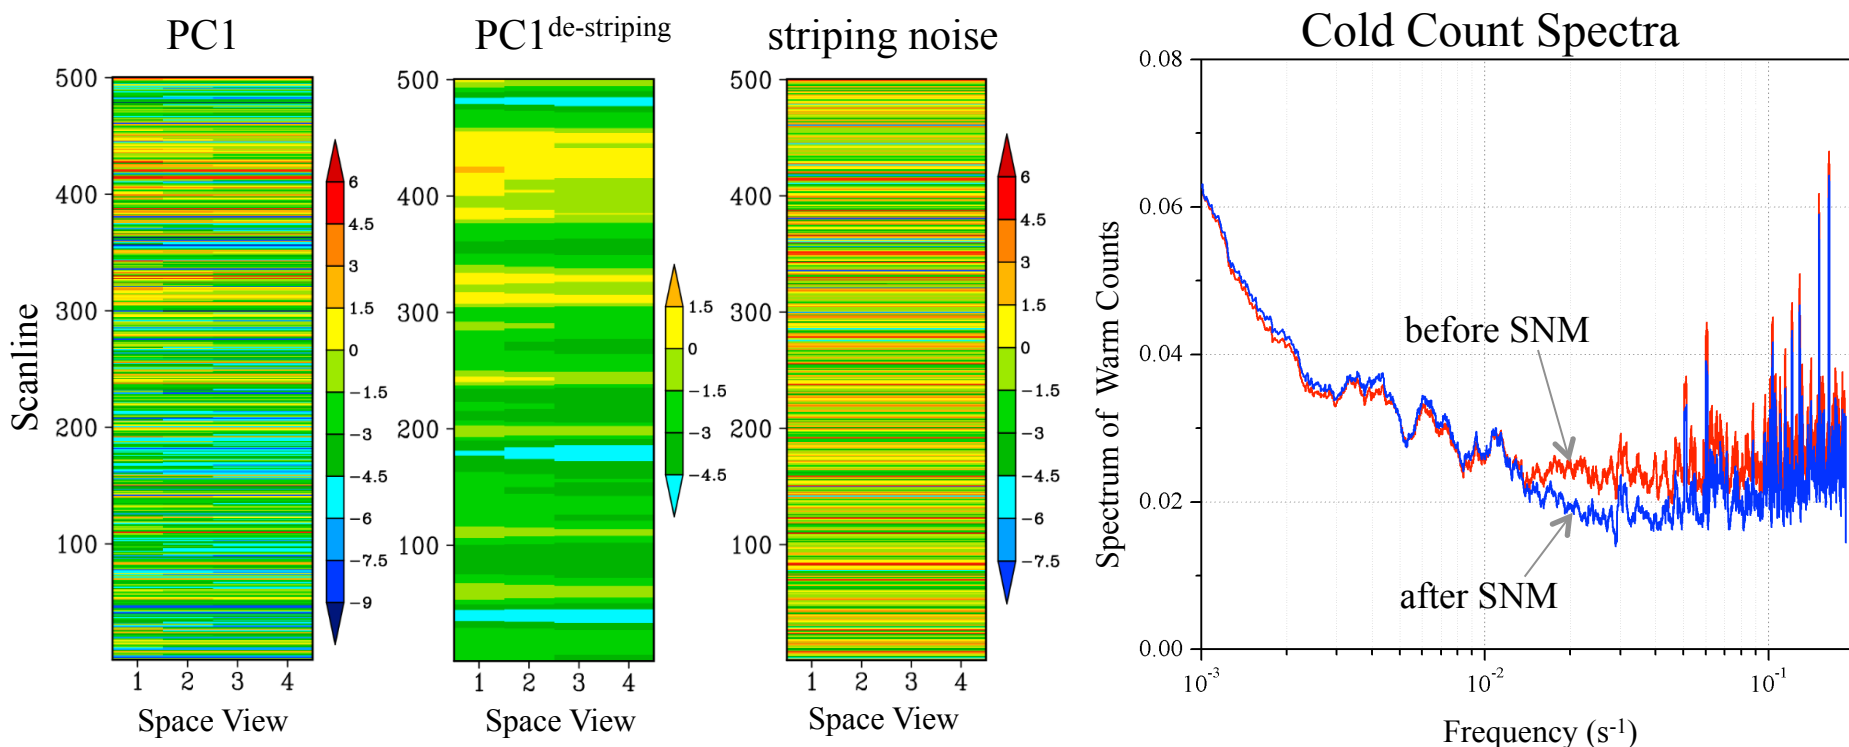 PC1
PC1de-striping
striping noise
Cold Count Spectra
Scanline
500
400
300
200
100
1 2 3 4
Space View
6
4.5
3
1.5
0
−1.5
−3
−4.5
−6
−7.5
−9
500
400
300
200
100
1 2 3 4
Space View
1.5
0
−1.5
−3
−4.5
500
400
300
200
100
1 2 3 4
Space View
6
4.5
3
1.5
0
−1.5
−3
−4.5
−6
−7.5
Spectrum of Warm Counts
0.08
0.06
0.04
0.02
0.00
before SNM
after SNM
10-3 10-2 10-1
Frequency (s-1)